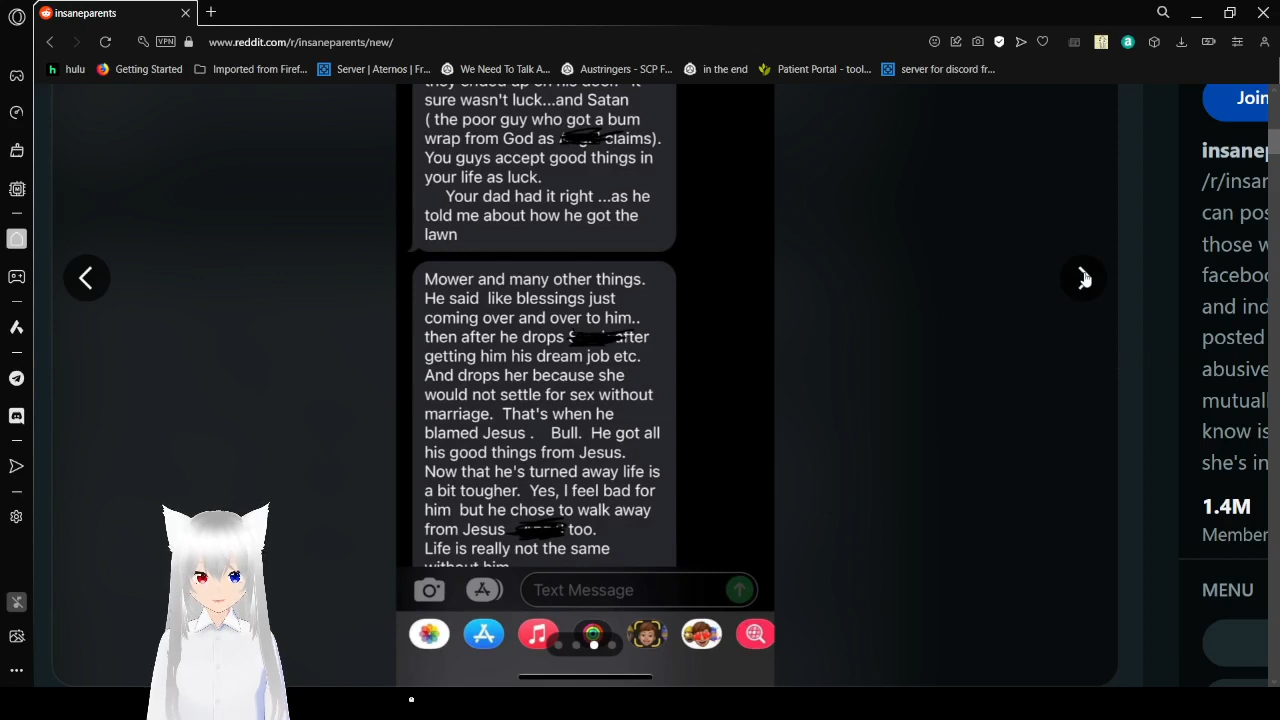 insaneparents
www.reddit.com/r/insaneparents/new/
VPN
hulu
Getting Started
Imported from Firef...
Server | Aternos | Fr...
We Need To Talk A...
Austringers - SCP F...
in the end
Patient Portal - tool...
server for discord fr...
sure wasn't luck...and Satan
( the poor guy who got a bum
wrap from God as claims).
You guys accept good things in
your life as luck.
Your dad had it right ...as he
told me about how he got the
lawn
Mower and many other things.
He said like blessings just
coming over and over to him..
then after he drops after
getting him his dream job etc.
And drops her because she
would not settle for sex without
marriage. That's when he
blamed Jesus . Bull. He got all
his good things from Jesus.
Now that he's turned away life is
a bit tougher. Yes, I feel bad for
him but he chose to walk away
from Jesus too.
Life is really not the same
without him
Text Message
Join
insanep
/r/insan
can pos
those w
facebo
and ind
posted
abusive
mutuall
know is
she's in
1.4M
Member
MENU